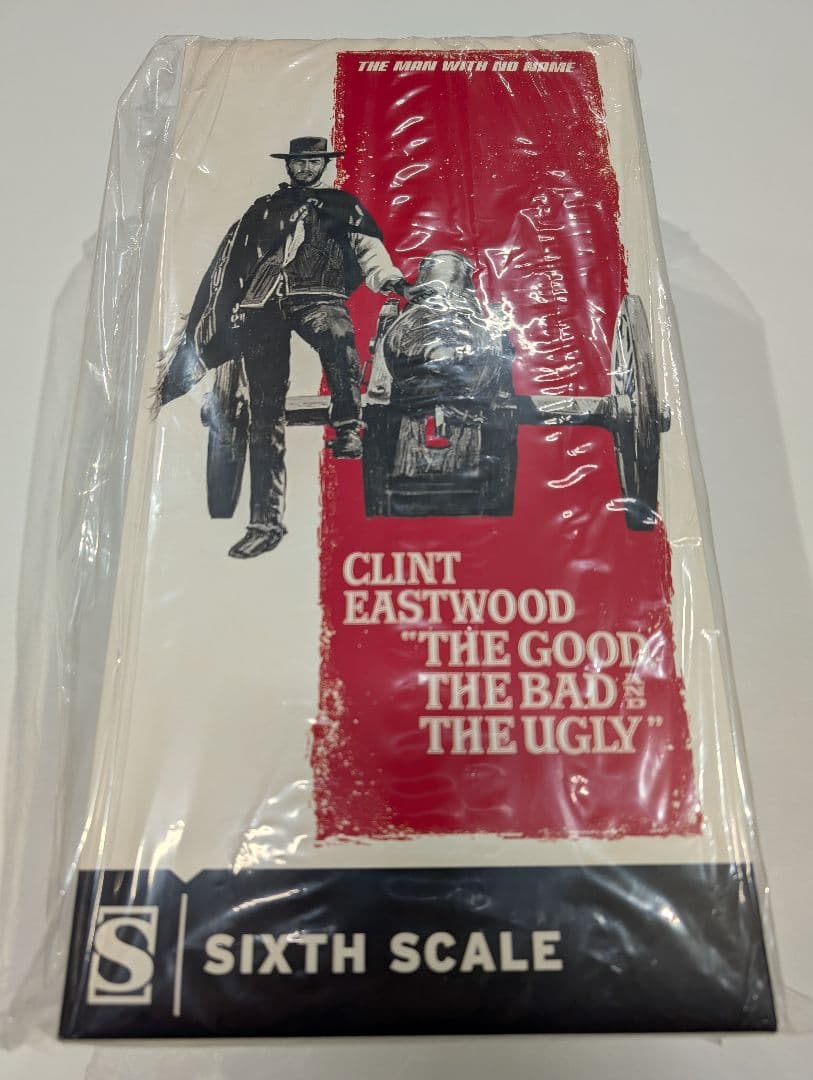 THE MAN WITH NO NAME
CLINT
EASTWOOD
"THE GOOD,
THE BAD AND
THE UGLY"
S SIXTH SCALE